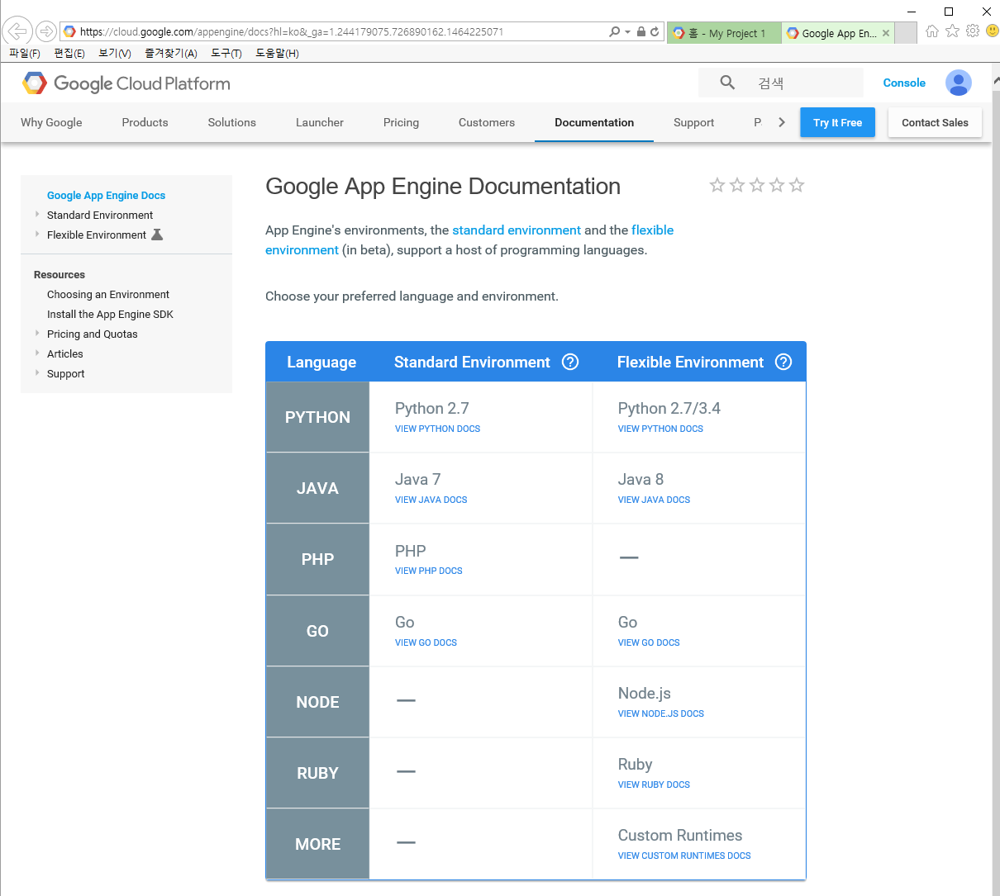 https://cloud.google.com/appengine/docs?hl=ko&_ga=1.244179075.726890162.1464225071
홈 - My Project 1
Google App En...
파일(F) 편집(E) 보기(V) 즐겨찾기(A) 도구(T) 도움말(H)
Google Cloud Platform
검색
Console
Why Google Products Solutions Launcher Pricing Customers Documentation Support P
Try It Free
Contact Sales
Google App Engine Docs
Standard Environment
Flexible Environment
Resources
Choosing an Environment
Install the App Engine SDK
Pricing and Quotas
Articles
Support
Google App Engine Documentation
App Engine's environments, the standard environment and the flexible
environment (in beta), support a host of programming languages.
Choose your preferred language and environment.
Language Standard Environment ? Flexible Environment ?
PYTHON
Python 2.7
VIEW PYTHON DOCS
Python 2.7/3.4
VIEW PYTHON DOCS
JAVA
Java 7
VIEW JAVA DOCS
Java 8
VIEW JAVA DOCS
PHP
PHP
VIEW PHP DOCS
—
GO
Go
VIEW GO DOCS
Go
VIEW GO DOCS
NODE
—
Node.js
VIEW NODE.JS DOCS
RUBY
—
Ruby
VIEW RUBY DOCS
MORE
—
Custom Runtimes
VIEW CUSTOM RUNTIMES DOCS